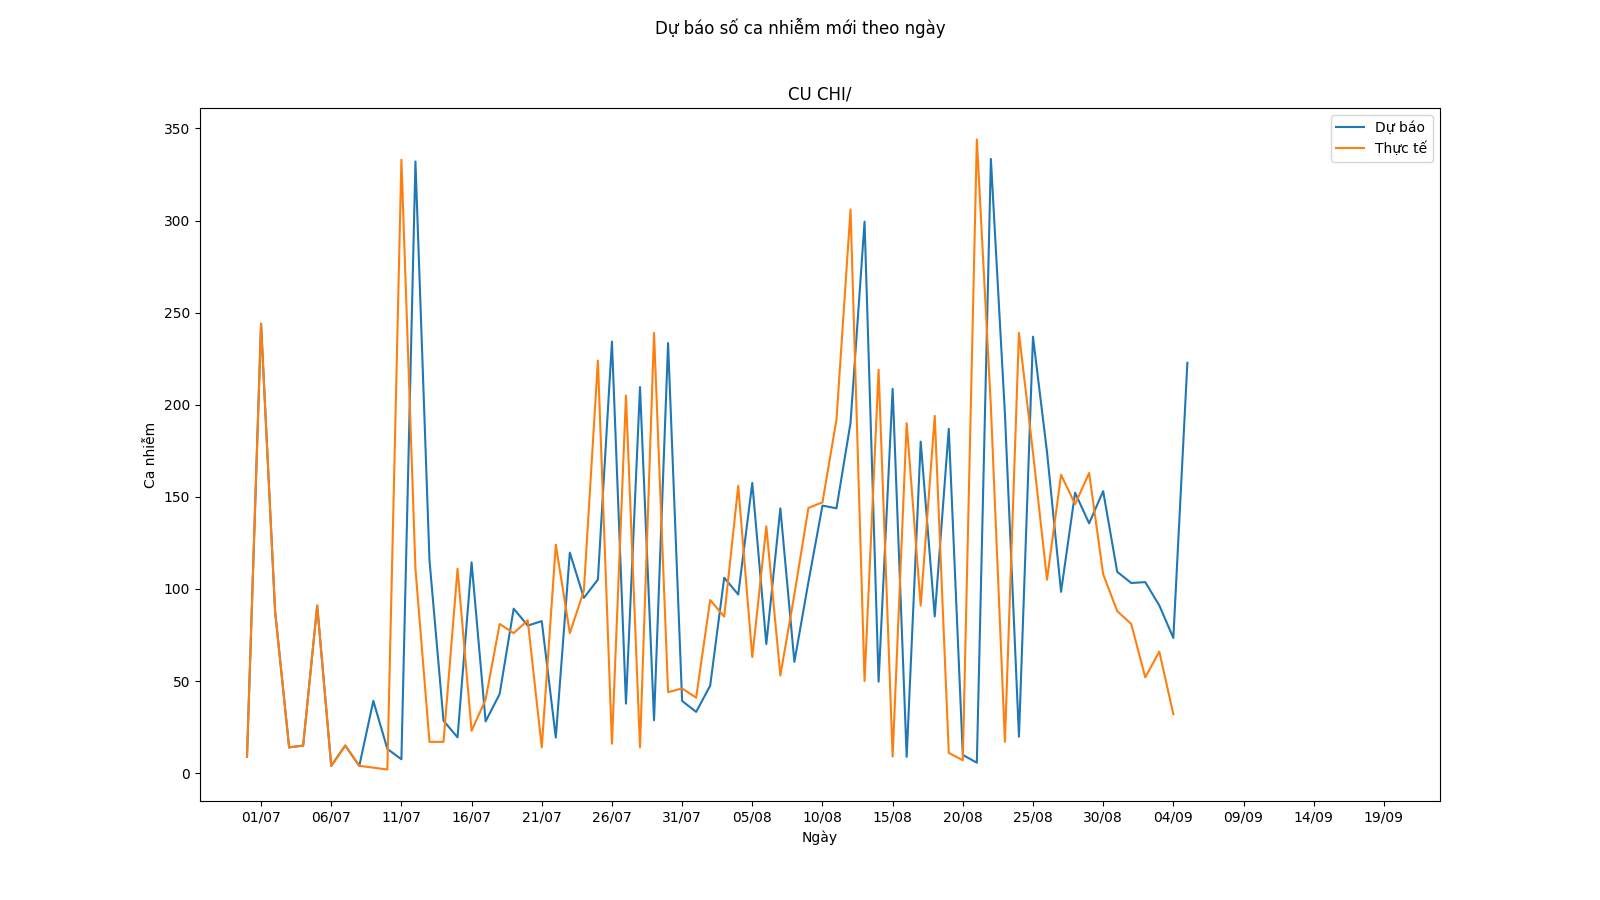 Dự báo số ca nhiễm mới theo ngày
CU CHI/
Dự báo
Thực tế
350
300
250
200
150
100
50
0
Ca nhiễm
01/07 06/07 11/07 16/07 21/07 26/07 31/07 05/08 10/08 15/08 20/08 25/08 30/08 04/09 09/09 14/09 19/09
Ngày